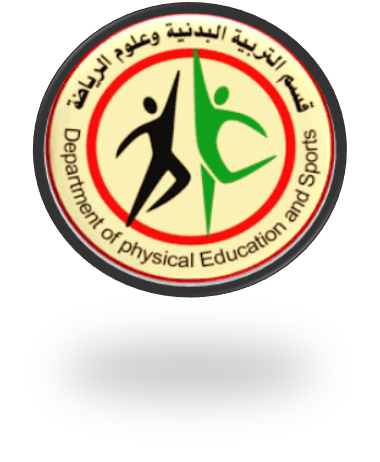 قسم التربية البدنية وعلوم الرياضة
Department of physical Education and Sports